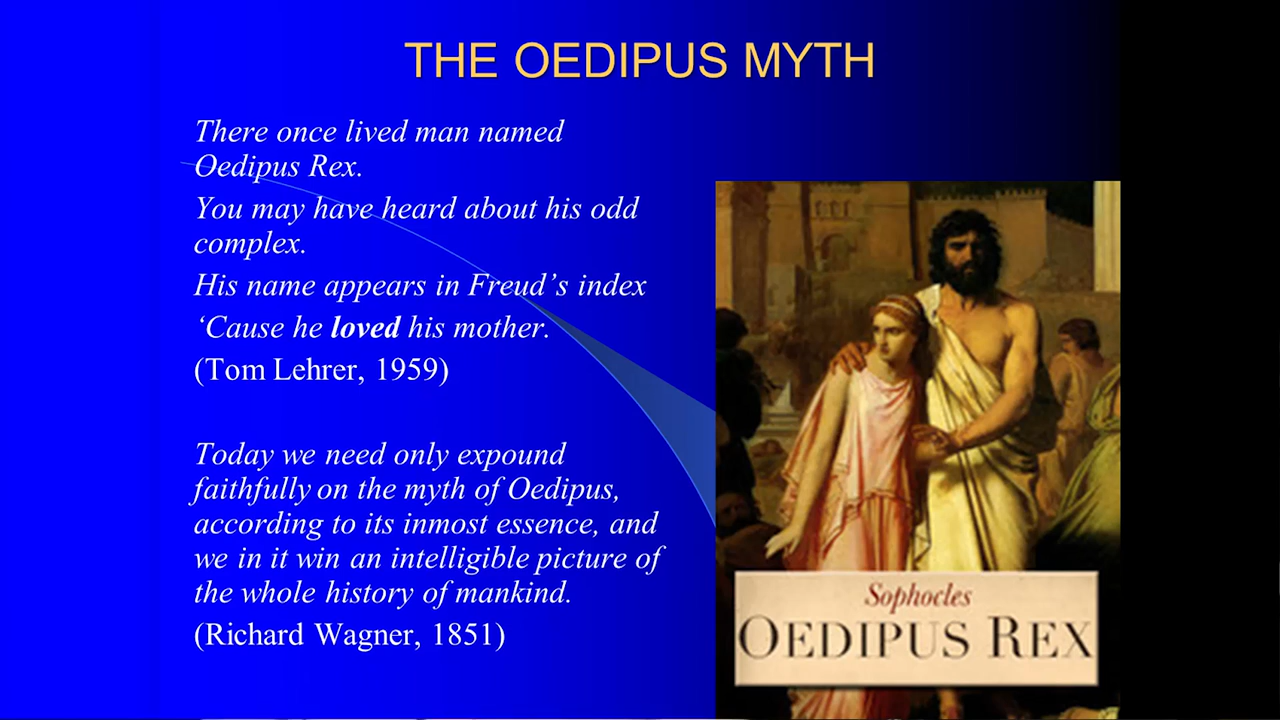 THE OEDIPUS MYTH
There once lived man named
Oedipus Rex.
You may have heard about his odd
complex.
His name appears in Freud’s index
‘Cause he loved his mother.
(Tom Lehrer, 1959)
Today we need only expound
faithfully on the myth of Oedipus,
according to its inmost essence, and
we in it win an intelligible picture of
the whole history of mankind.
(Richard Wagner, 1851)
Sophocles
OEDIPUS REX